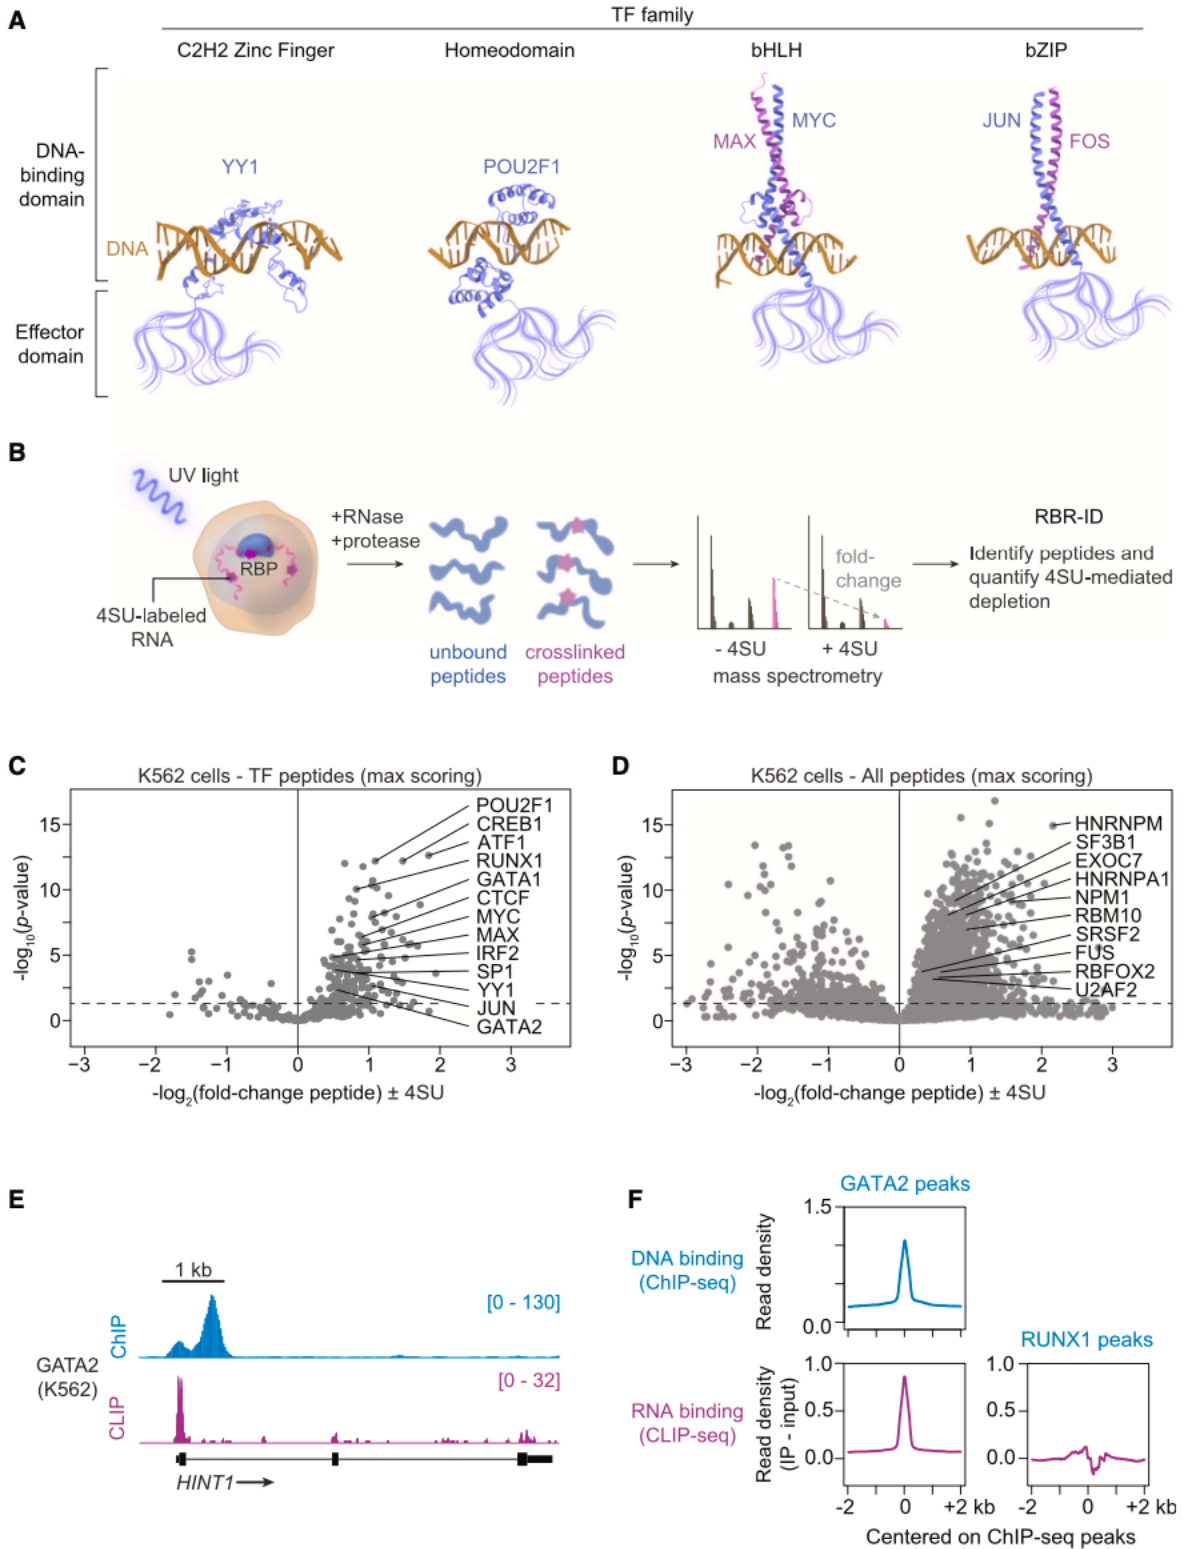 A
TF family
C2H2 Zinc Finger
Homeodomain
bHLH
bZIP
DNA-
binding
domain
YY1
POU2F1
MAX
MYC
JUN
FOS
DNA
Effector
domain
B
UV light
RBP
4SU-labeled
RNA
+RNase
+protease
unbound
peptides
crosslinked
peptides
fold-
change
- 4SU
+ 4SU
mass spectrometry
RBR-ID
Identify peptides and
quantify 4SU-mediated
depletion
C
K562 cells - TF peptides (max scoring)
-log10(p-value)
15
10
5
0
POU2F1
CREB1
ATF1
RUNX1
GATA1
CTCF
MYC
MAX
IRF2
SP1
YY1
JUN
GATA2
−3 −2 −1 0 1 2 3
-log2(fold-change peptide) ± 4SU
D
K562 cells - All peptides (max scoring)
-log10(p-value)
15
10
5
0
HNRNPM
SF3B1
EXOC7
HNRNPA1
NPM1
RBM10
SRSF2
FUS
RBFOX2
U2AF2
−3 −2 −1 0 1 2 3
-log2(fold-change peptide) ± 4SU
E
1 kb
GATA2
(K562)
ChIP
[0 - 130]
CLIP
[0 - 32]
HINT1
F
GATA2 peaks
DNA binding
(ChIP-seq)
Read density
1.5
0.0
RUNX1 peaks
RNA binding
(CLIP-seq)
Read density
(IP - input)
1.0
0.5
0.0
1.0
0.5
0.0
-2 0 +2 kb
-2 0 +2 kb
Centered on ChIP-seq peaks